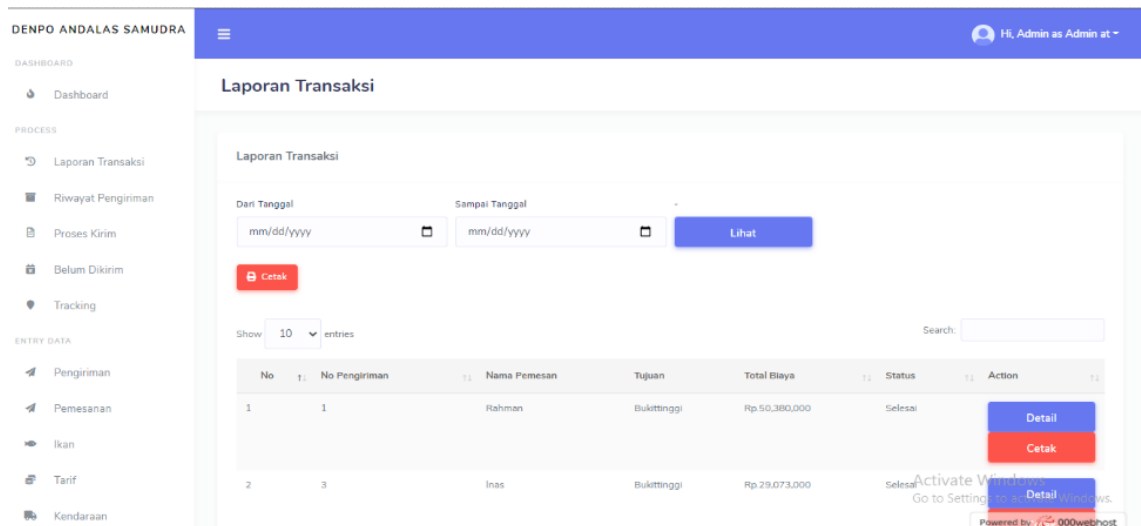 DENPO ANDALAS SAMUDRA
Hi, Admin as Admin at
DASHBOARD
Dashboard
PROCESS
Laporan Transaksi
Riwayat Pengiriman
Proses Kirim
Belum Dikirim
Tracking
ENTRY DATA
Pengiriman
Pemesanan
Ikan
Tarif
Kendaraan
Laporan Transaksi
Laporan Transaksi
Dari Tanggal Sampai Tanggal -
mm/dd/yyyy mm/dd/yyyy Lihat
Cetak
Show 10 entries Search:
No No Pengiriman Nama Pemesan Tujuan Total Biaya Status Action
1 1 Rahman Bukittinggi Rp.50,380,000 Selesai Detail
Cetak
2 3 Inas Bukittinggi Rp.29,073,000 Selesai Detail
Activate Windows
Go to Settings to activate Windows.
Powered by 000webhost